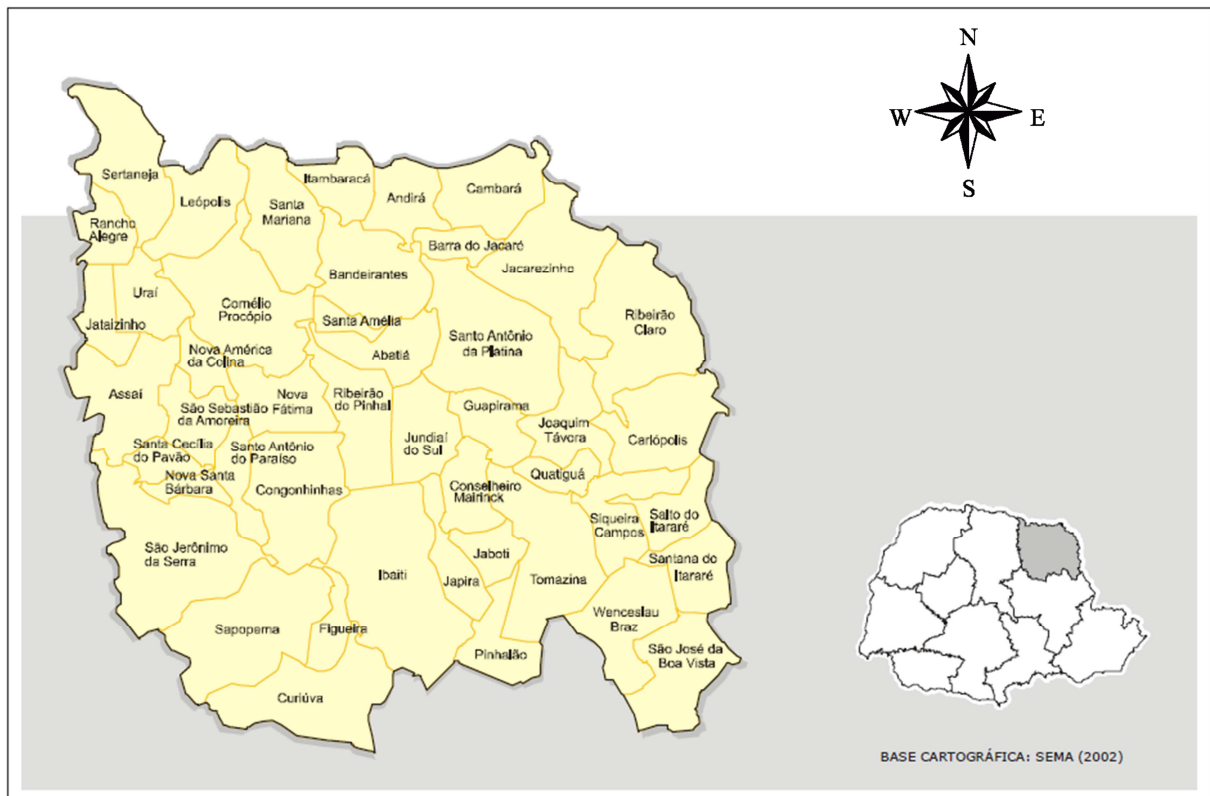 N
W
E
S
Sertaneja
Leópolis
Santa
Mariana
Itambaracá
Andirá
Cambará
Rancho
Alegre
Barra do Jacaré
Jacarezinho
Bandeirantes
Uraí
Cornélio
Procópio
Ribeirão
Claro
Jataizinho
Santa Amélia
Santo Antônio
da Platina
Nova América
da Colina
Abatiá
Assaí
Nova
Fátima
Ribeirão
do Pinhal
Guapirama
São Sebastião
da Amoreira
Joaquim
Távora
Carlópolis
Jundiaí
do Sul
Santa Cecília
do Pavão
Santo Antônio
do Paraíso
Nova Santa
Bárbara
Congonhinhas
Quatiguá
Conselheiro
Mairinck
Siqueira
Campos
Salto do
Itararé
São Jerônimo
da Serra
Ibaiti
Jaboti
Japira
Tomazina
Santana do
Itararé
Wenceslau
Braz
Sapopema
Figueira
Pinhalão
São José da
Boa Vista
Curiúva
BASE CARTOGRÁFICA: SEMA (2002)